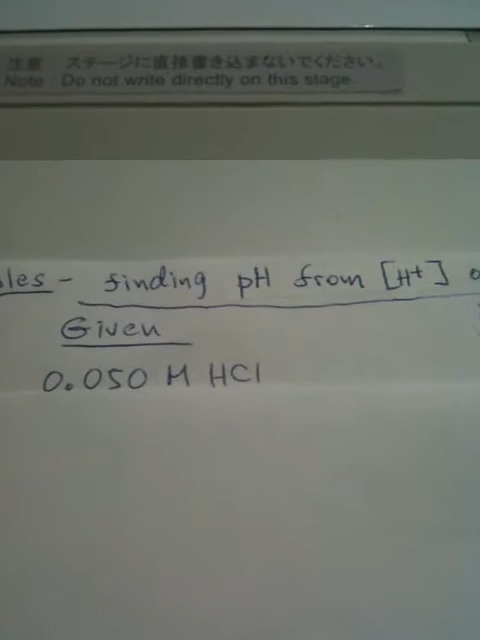 注意 ステージに直接書き込まないでください。
Note : Do not write directly on this stage.
les - finding pH from [H+]
Given
0.050 M HCl